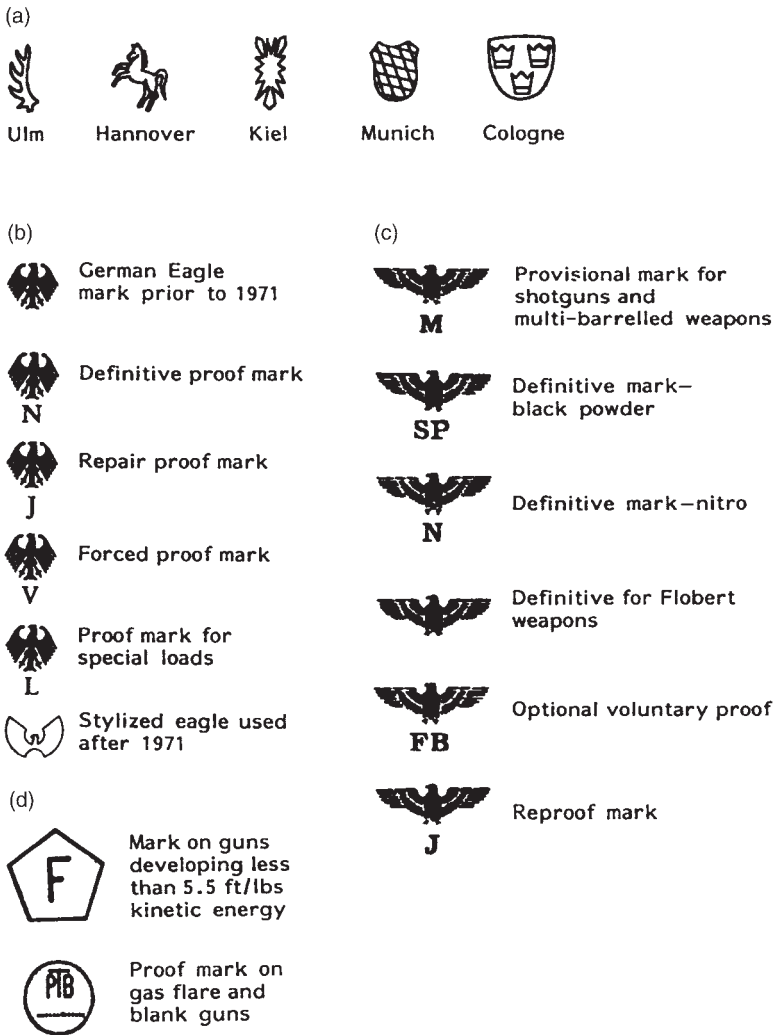 (a)
Ulm Hannover Kiel Munich Cologne
(b)
German Eagle
mark prior to 1971
N
Definitive proof mark
J
Repair proof mark
V
Forced proof mark
L
Proof mark for
special loads
Stylized eagle used
after 1971
(c)
M
Provisional mark for
shotguns and
multi-barrelled weapons
SP
Definitive mark—
black powder
N
Definitive mark—nitro
Definitive for Flobert
weapons
FB
Optional voluntary proof
J
Reproof mark
(d)
F
Mark on guns
developing less
than 5.5 ft/lbs
kinetic energy
PTB
Proof mark on
gas flare and
blank guns